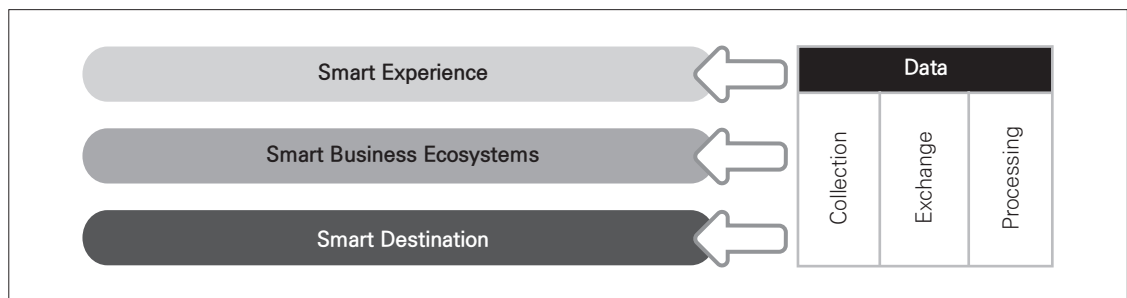 Smart Experience
Smart Business Ecosystems
Smart Destination
Data
Collection
Exchange
Processing